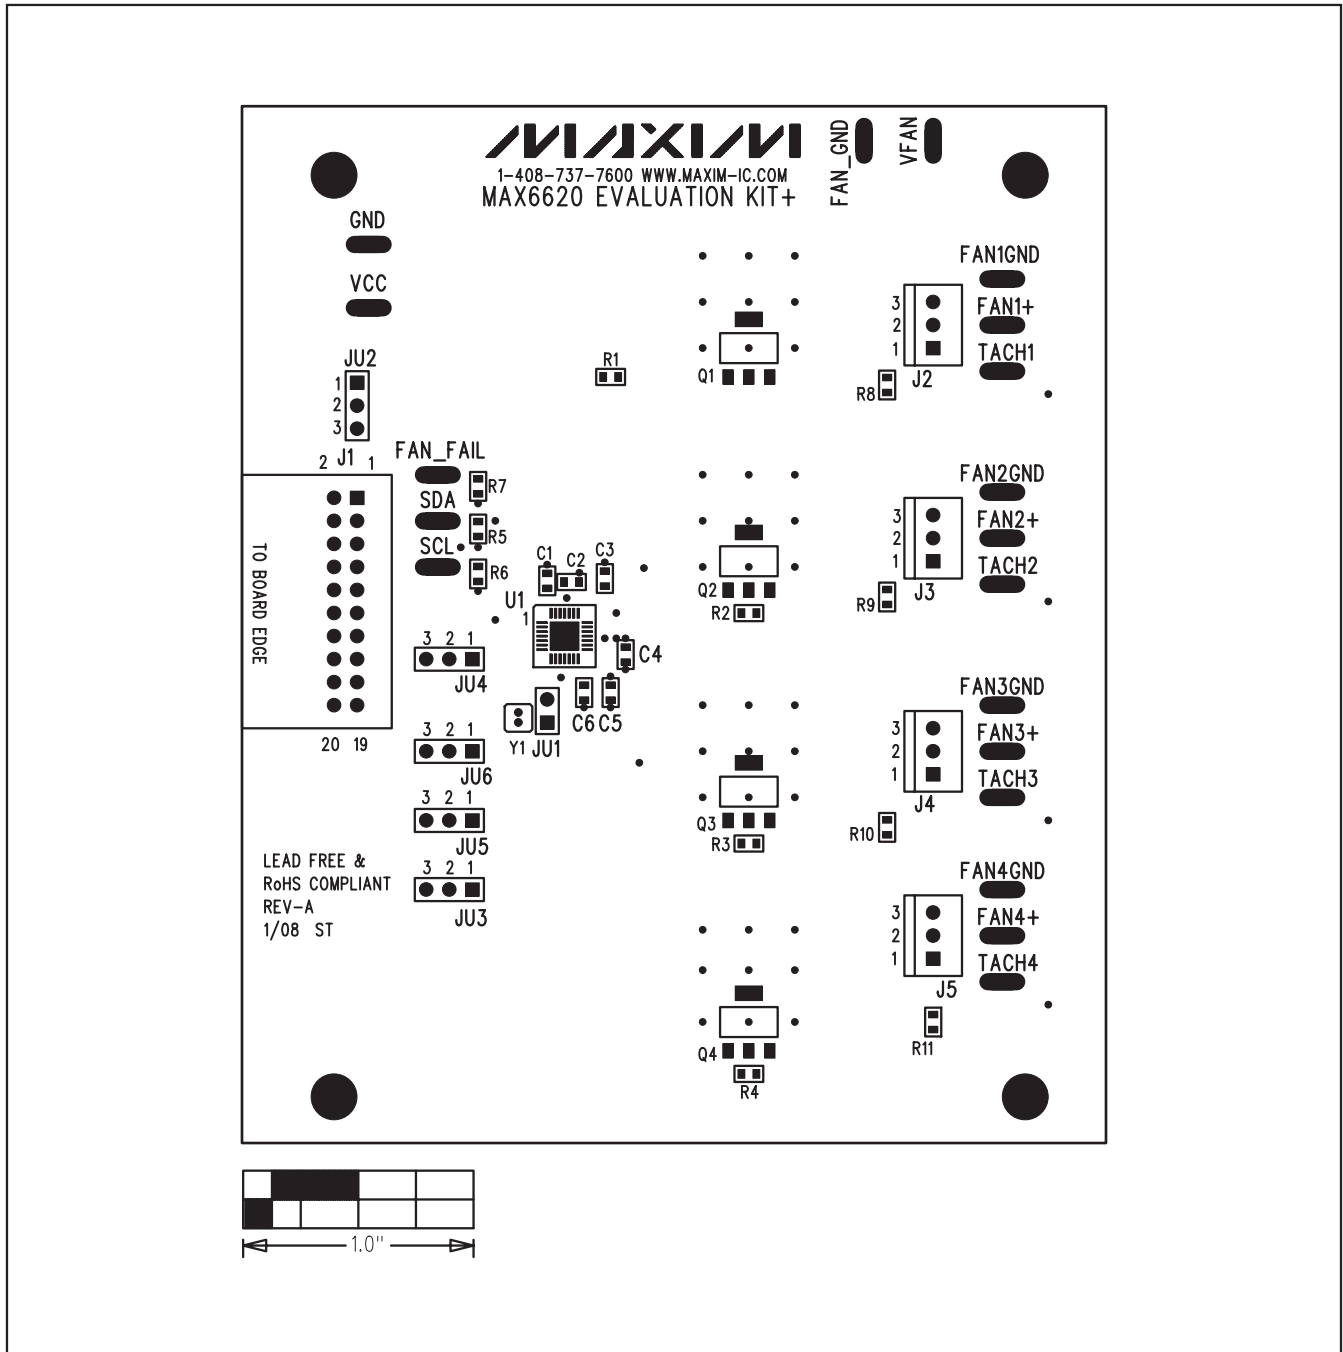 MAXIM
1-408-737-7600 WWW.MAXIM-IC.COM
MAX6620 EVALUATION KIT+
FAN_GND
VFAN
GND
VCC
JU2
1
2
3
R1
Q1
FAN1GND
3
FAN1+
2
TACH1
1
J2
R8
2 J1 1
FAN_FAIL
R7
SDA
R5
SCL
R6
TO BOARD EDGE
20 19
C1
C2
C3
U1
1
C4
C6
C5
Y1
JU1
3 2 1
JU4
3 2 1
JU6
3 2 1
JU5
3 2 1
JU3
Q2
R2
FAN2GND
3
FAN2+
2
TACH2
1
J3
R9
Q3
R3
FAN3GND
3
FAN3+
2
TACH3
1
J4
R10
FAN4GND
3
FAN4+
2
TACH4
1
J5
R11
Q4
R4
LEAD FREE &
RoHS COMPLIANT
REV-A
1/08 ST
1.0"